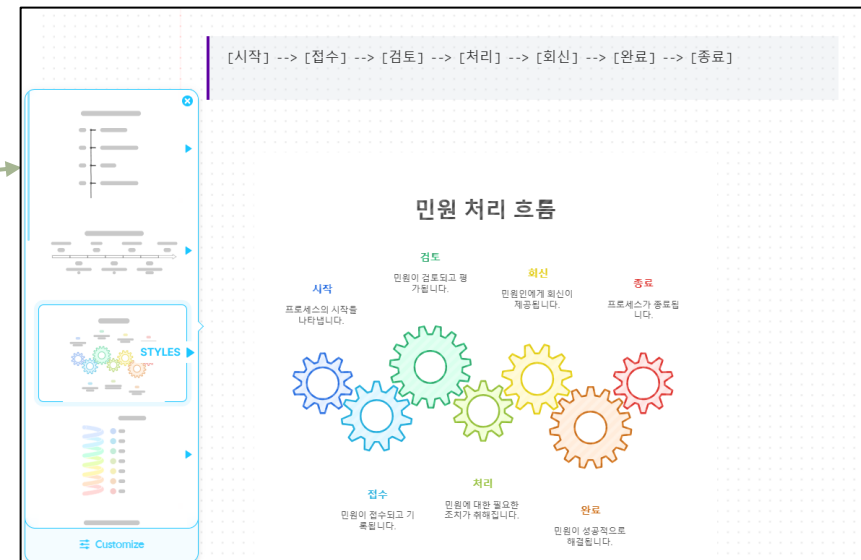 [시작] --> [접수] --> [검토] --> [처리] --> [회신] --> [완료] --> [종료]
민원 처리 흐름
검토
민원이 검토되고 평
가됩니다.
회신
민원인에게 회신이
제공됩니다.
시작
프로세스의 시작을
나타냅니다.
종료
프로세스가 종료됩
니다.
STYLES
접수
민원이 접수되고 기
록됩니다.
처리
민원에 대한 필요한
조치가 취해집니다.
완료
민원이 성공적으로
해결됩니다.
Customize